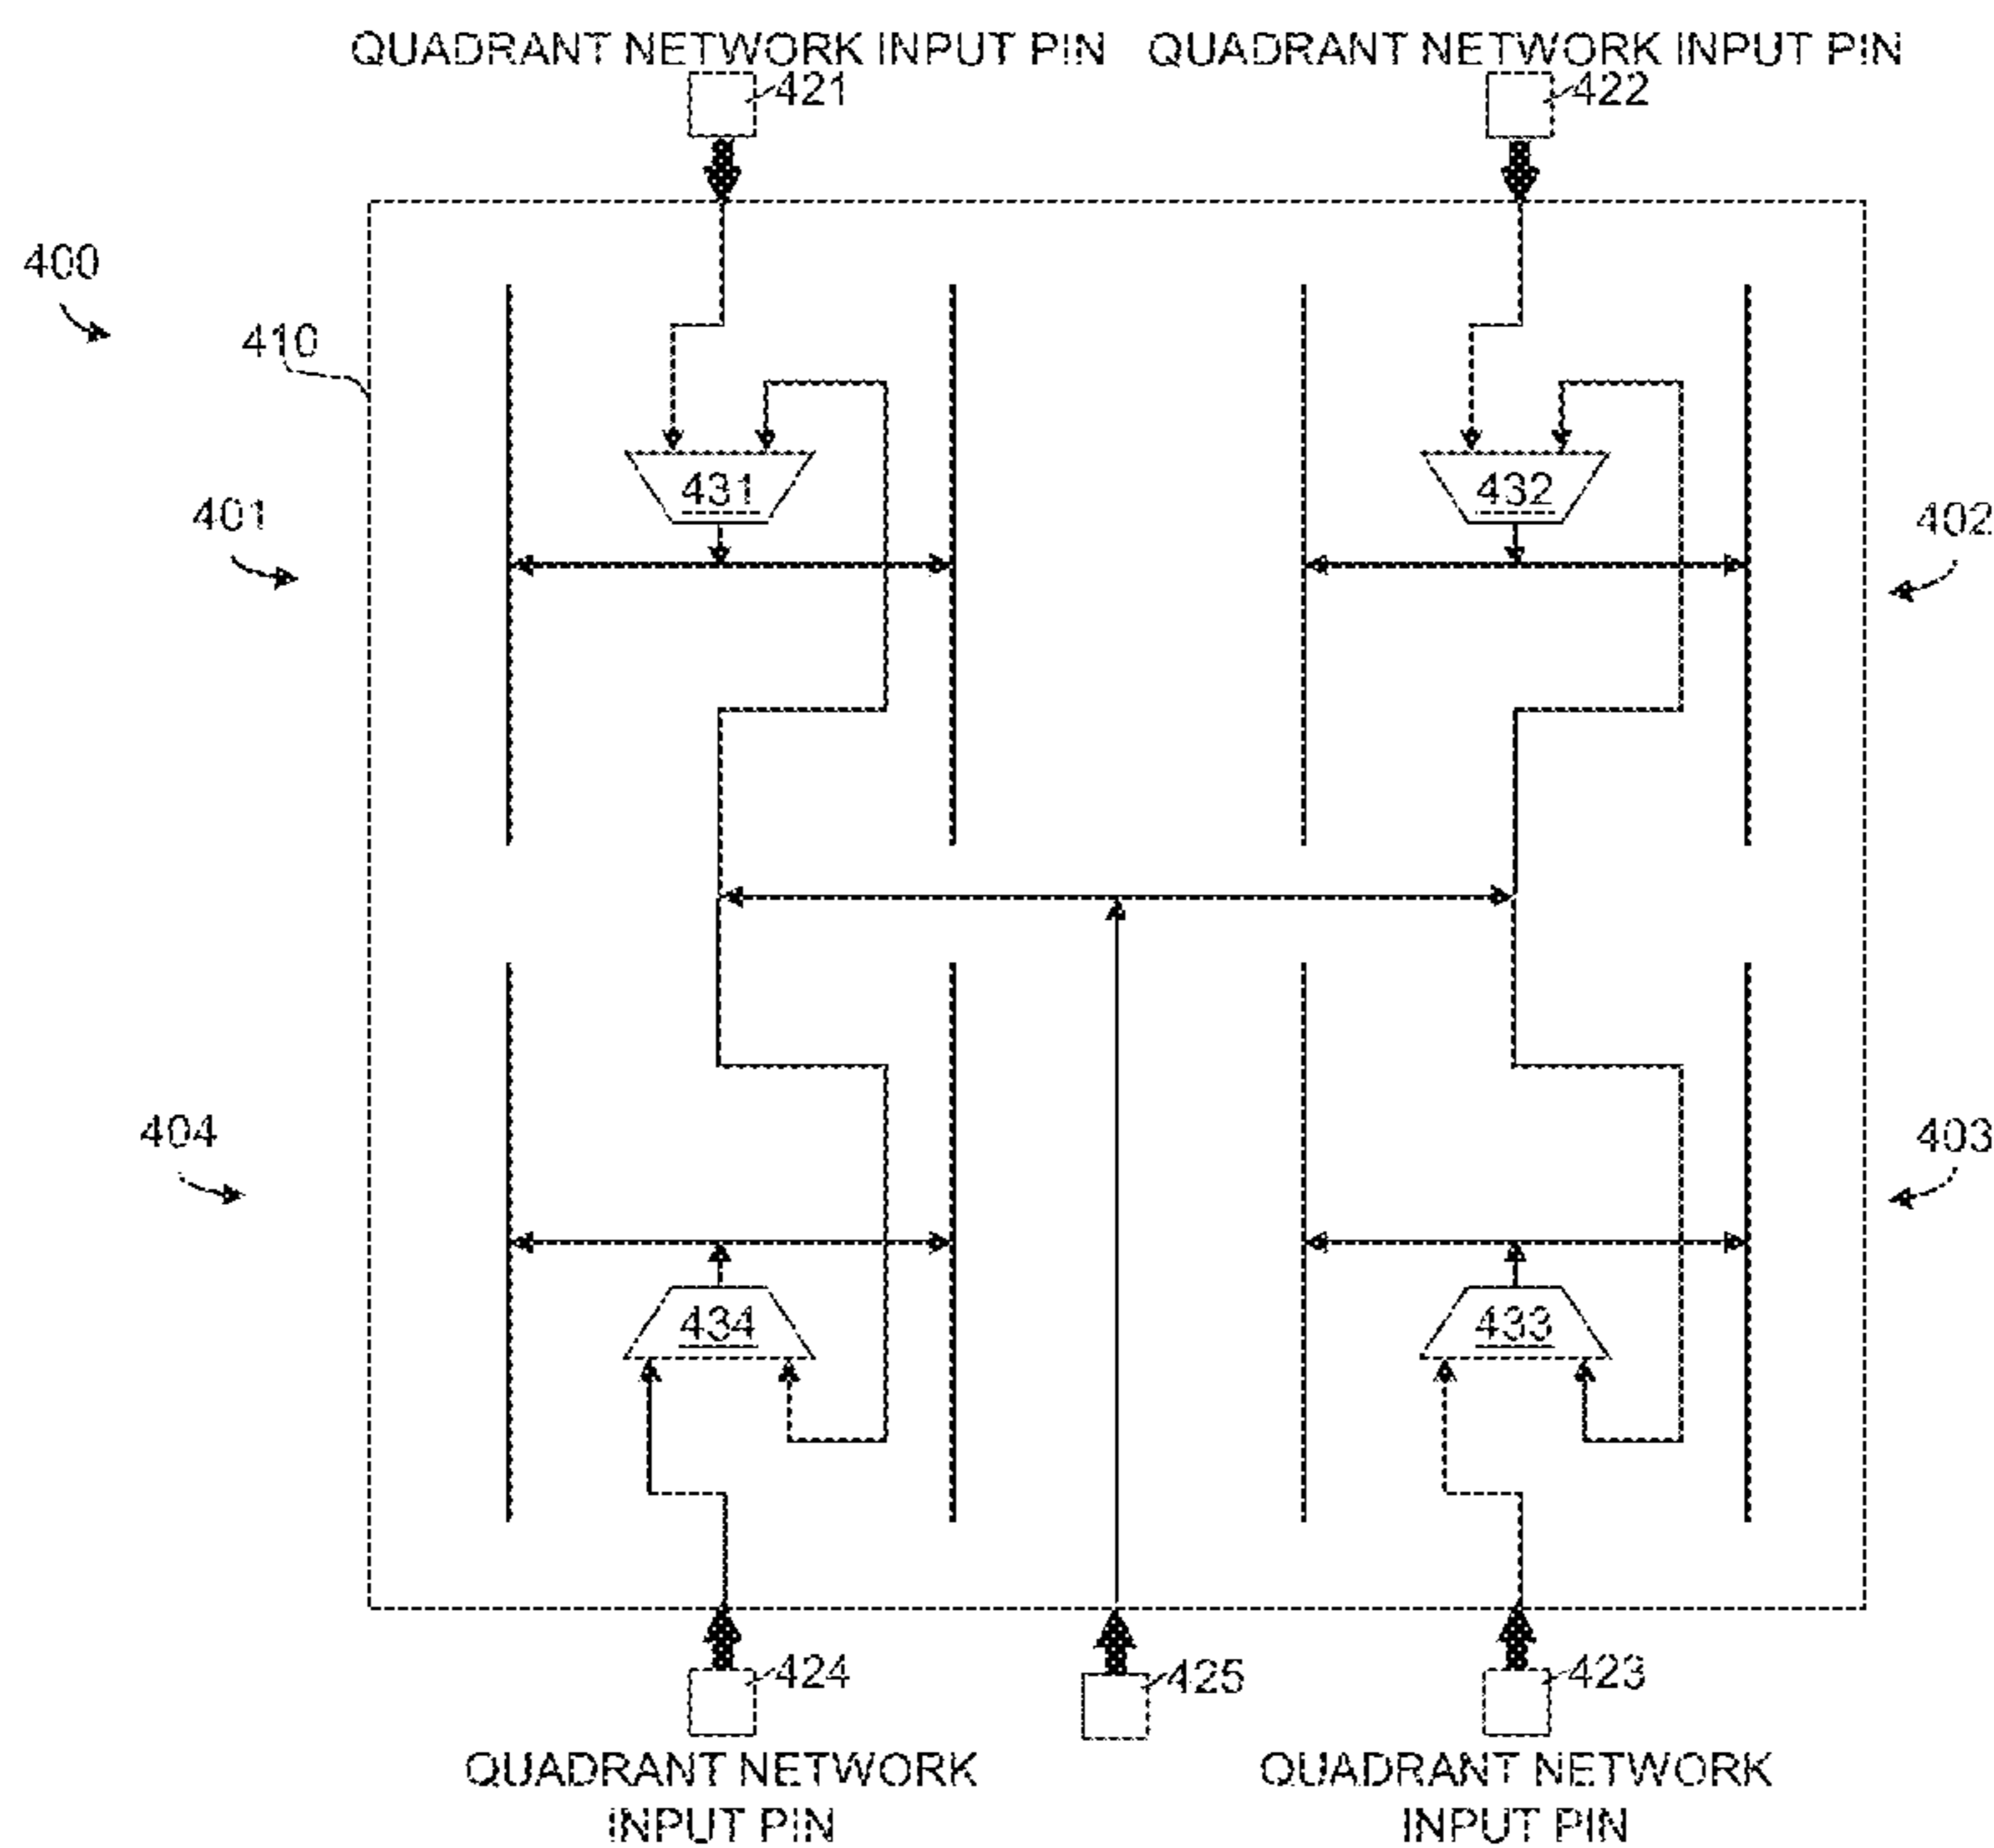 QUADRANT NETWORK INPUT PIN QUADRANT NETWORK INPUT PIN
421 422
400
410
431 432
401 402
404 403
434 433
424 425 423
QUADRANT NETWORK QUADRANT NETWORK
INPUT PIN INPUT PIN